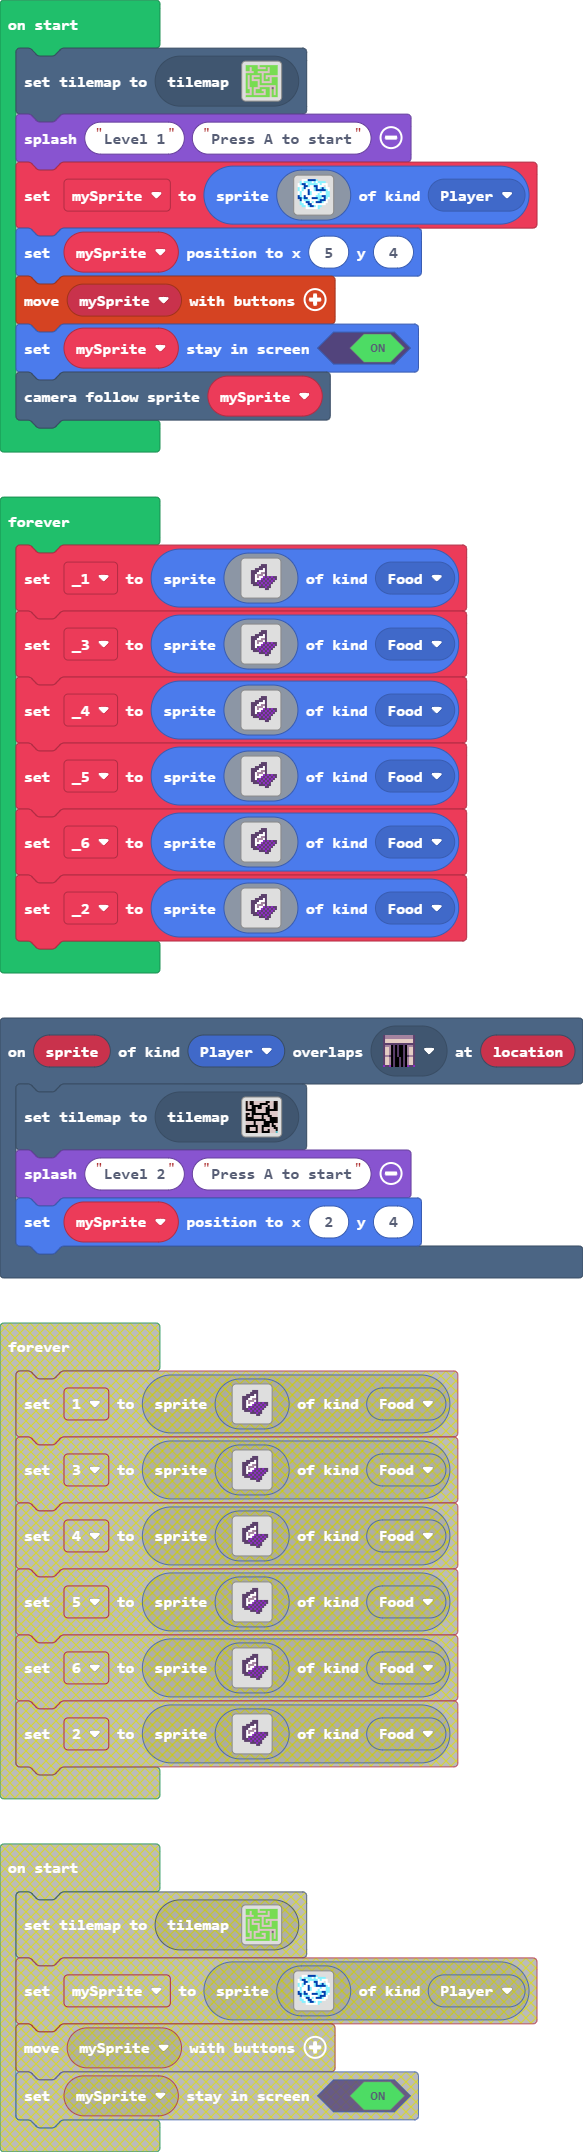 on start
set tilemap to tilemap
splash "Level 1" "Press A to start"
set mySprite to sprite of kind Player
set mySprite position to x 5 y 4
move mySprite with buttons
set mySprite stay in screen ON
camera follow sprite mySprite
forever
set _1 to sprite of kind Food
set _3 to sprite of kind Food
set _4 to sprite of kind Food
set _5 to sprite of kind Food
set _6 to sprite of kind Food
set _2 to sprite of kind Food
on sprite of kind Player overlaps at location
set tilemap to tilemap
splash "Level 2" "Press A to start"
set mySprite position to x 2 y 4
forever
set 1 to sprite of kind Food
set 3 to sprite of kind Food
set 4 to sprite of kind Food
set 5 to sprite of kind Food
set 6 to sprite of kind Food
set 2 to sprite of kind Food
on start
set tilemap to tilemap
set mySprite to sprite of kind Player
move mySprite with buttons
set mySprite stay in screen ON